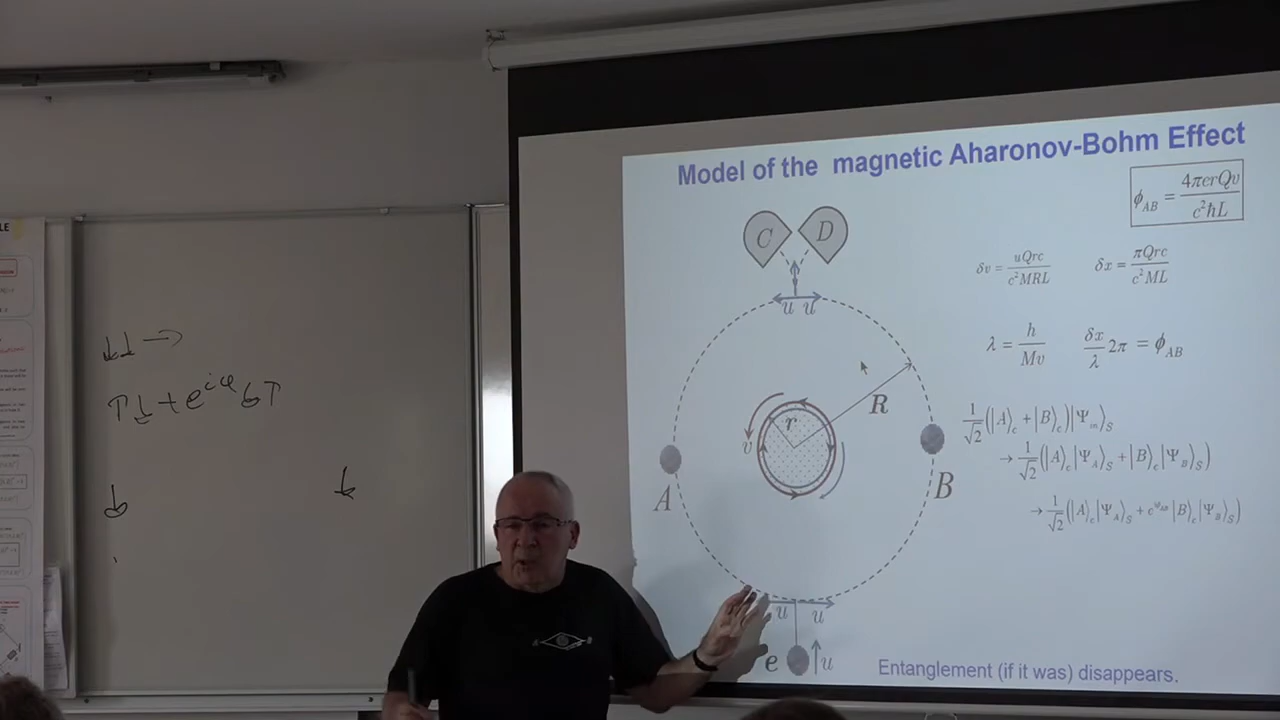 Model of the magnetic Aharonov-Bohm Effect
ϕ_AB = 4πerQv / c²ħL
C D
δv = uQrc / c²MRL
δx = πQrc / c²ML
u u
λ = h / Mv
δx/λ 2π = ϕ_AB
R
r
v
A
B
1/√2 (|A⟩_c + |B⟩_c)|Ψ_in⟩_S
→ 1/√2 (|A⟩_c|Ψ_A⟩_S + |B⟩_c|Ψ_B⟩_S)
→ 1/√2 (|A⟩_c|Ψ_A⟩_S + e^{iφ_AB}|B⟩_c|Ψ_B⟩_S)
u u
e u
Entanglement (if it was) disappears.
↓↓ →
↑↓ + e^{iφ} ↓↑
↓ ↓